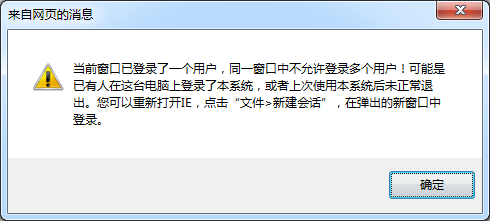 来自网页的消息
当前窗口已登录了一个用户，同一窗口中不允许登录多个用户！可能是
已有人在这台电脑上登录了本系统，或者上次使用本系统后未正常退
出。您可以重新打开IE，点击“文件>新建会话”，在弹出的新窗口中
登录。
确定